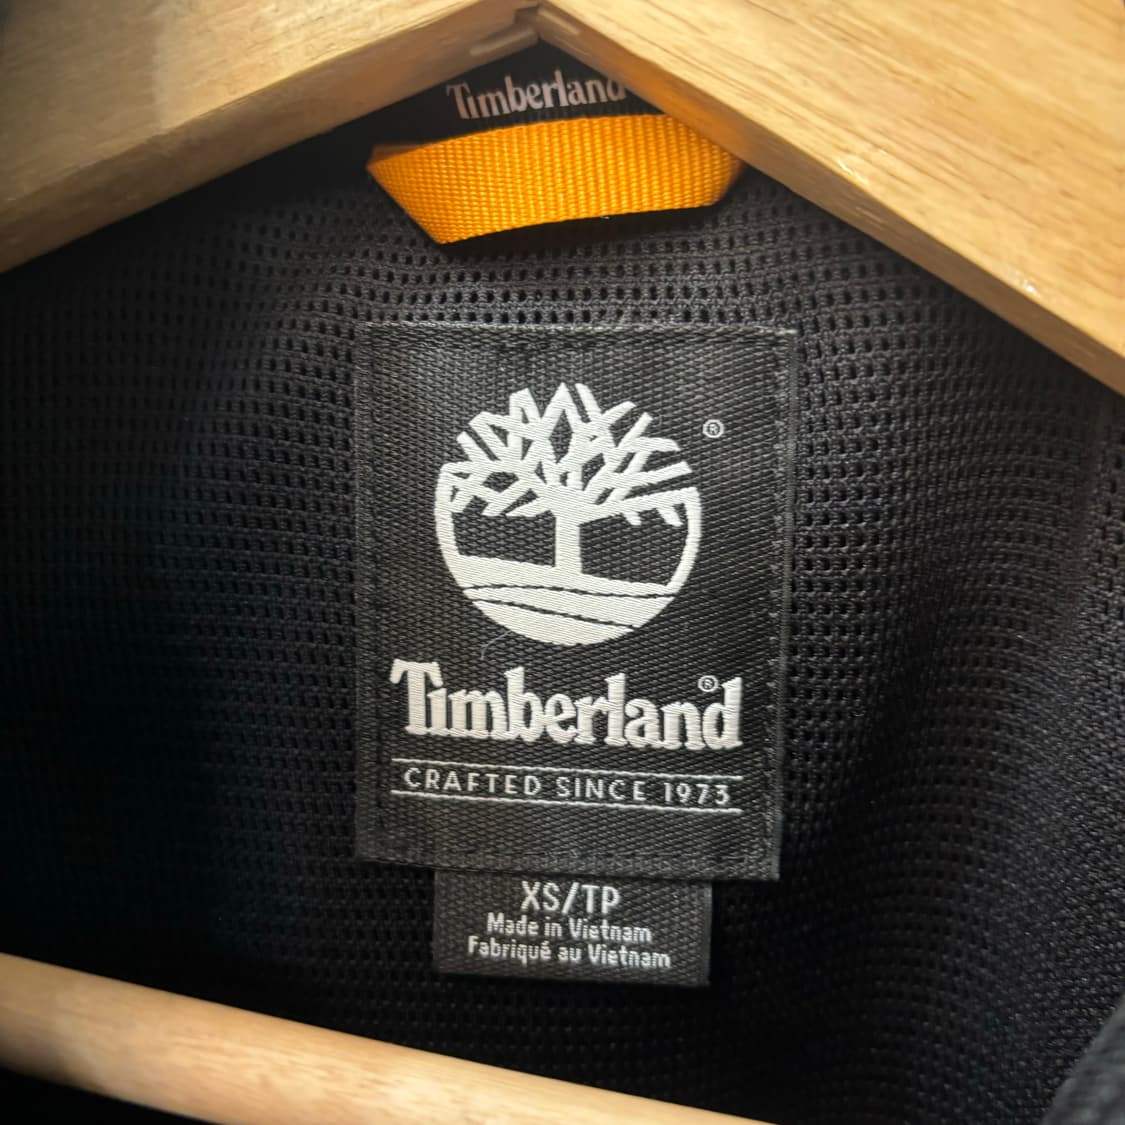 Timberland
®
Timberland®
CRAFTED SINCE 1973
XS/TP
Made in Vietnam
Fabriqué au Vietnam